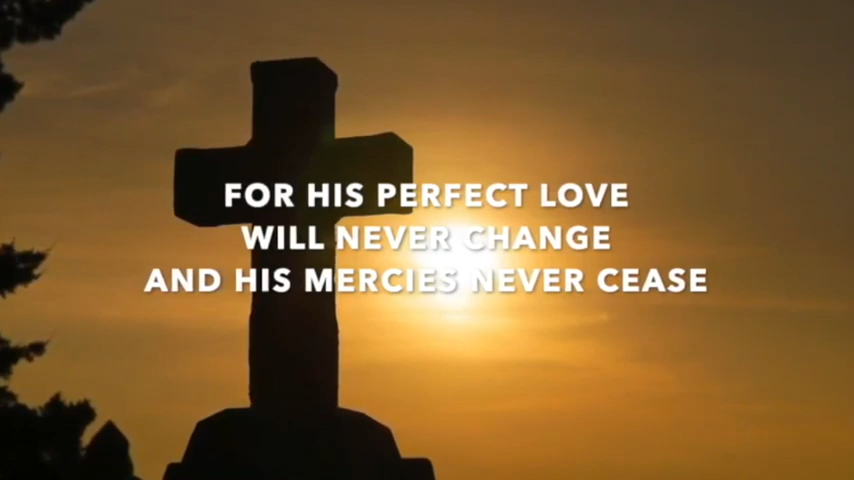 FOR HIS PERFECT LOVE
WILL NEVER CHANGE
AND HIS MERCIES NEVER CEASE